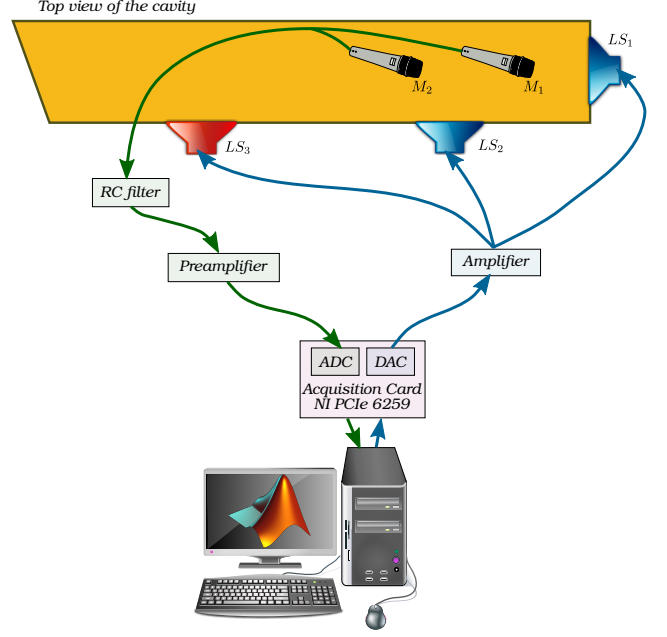 Top view of the cavity
LS₁
M₂
M₁
LS₃
LS₂
RC filter
Preamplifier
Amplifier
ADC
DAC
Acquisition Card
NI PCIe 6259